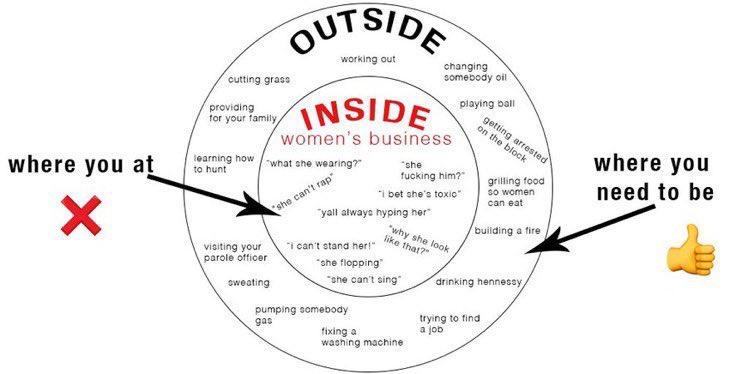 OUTSIDE
working out
changing
somebody oil
cutting grass
playing ball
providing
for your family
getting arrested
on the block
INSIDE
women's business
where you at
learning how
to hunt
"what she wearing?"
"she
fucking him?"
"she can't rap"
"i bet she's toxic"
grilling food
so women
can eat
where you
need to be
"yall always hyping her"
"why she look
like that?"
building a fire
visiting your
parole officer
"i can't stand her!"
"she flopping"
sweating
"she can't sing"
drinking hennessy
pumping somebody
gas
fixing a
washing machine
trying to find
a job